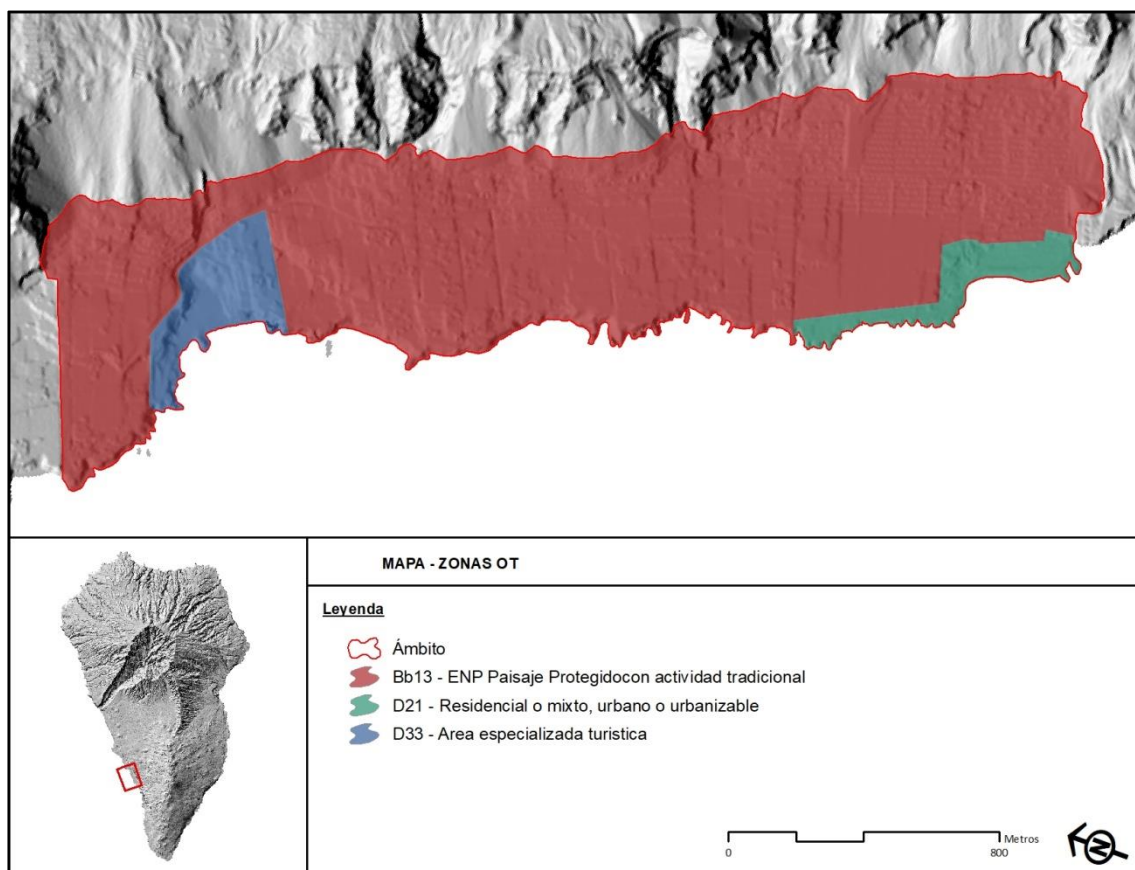 MAPA - ZONAS OT
Leyenda
Ámbito
Bb13 - ENP Paisaje Protegidocon actividad tradicional
D21 - Residencial o mixto, urbano o urbanizable
D33 - Area especializada turistica
Metros
0 800
N